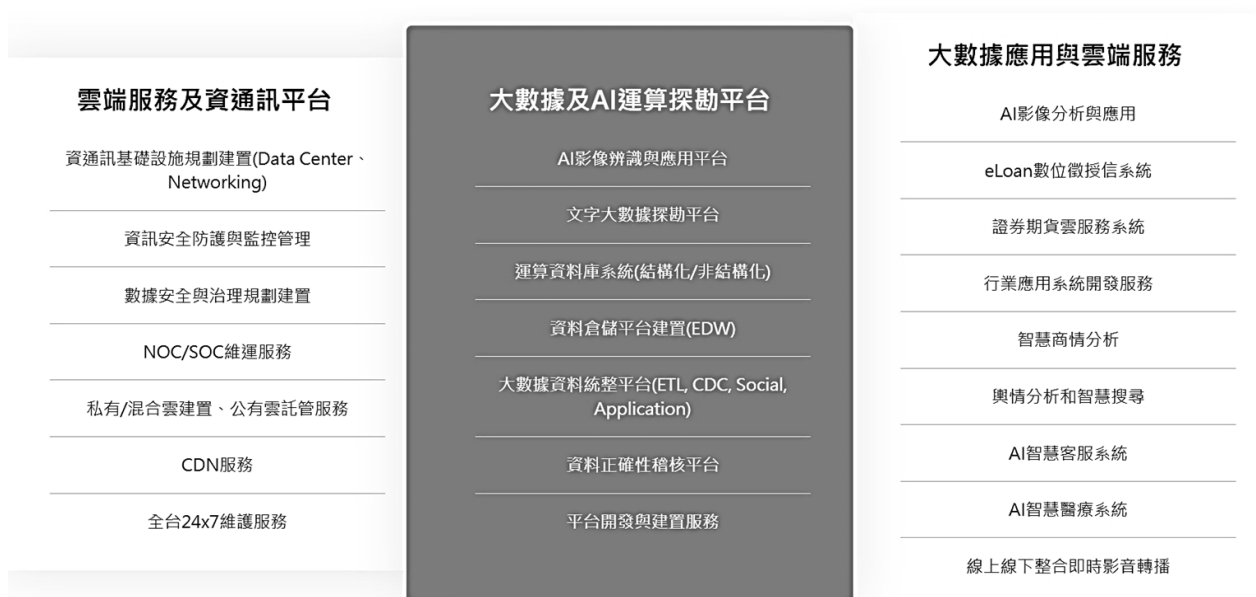 雲端服務及資通訊平台
資通訊基礎設施規劃建置(Data Center、
Networking)
資訊安全防護與監控管理
數據安全與治理規劃建置
NOC/SOC維運服務
私有/混合雲建置、公有雲託管服務
CDN服務
全台24x7維護服務
大數據及AI運算探勘平台
AI影像辨識與應用平台
文字大數據探勘平台
運算資料庫系統(結構化/非結構化)
資料倉儲平台建置(EDW)
大數據資料統整平台(ETL, CDC, Social,
Application)
資料正確性稽核平台
平台開發與建置服務
大數據應用與雲端服務
AI影像分析與應用
eLoan數位徵授信系統
證券期貨雲服務系統
行業應用系統開發服務
智慧商情分析
輿情分析和智慧搜尋
AI智慧客服系統
AI智慧醫療系統
線上線下整合即時影音轉播